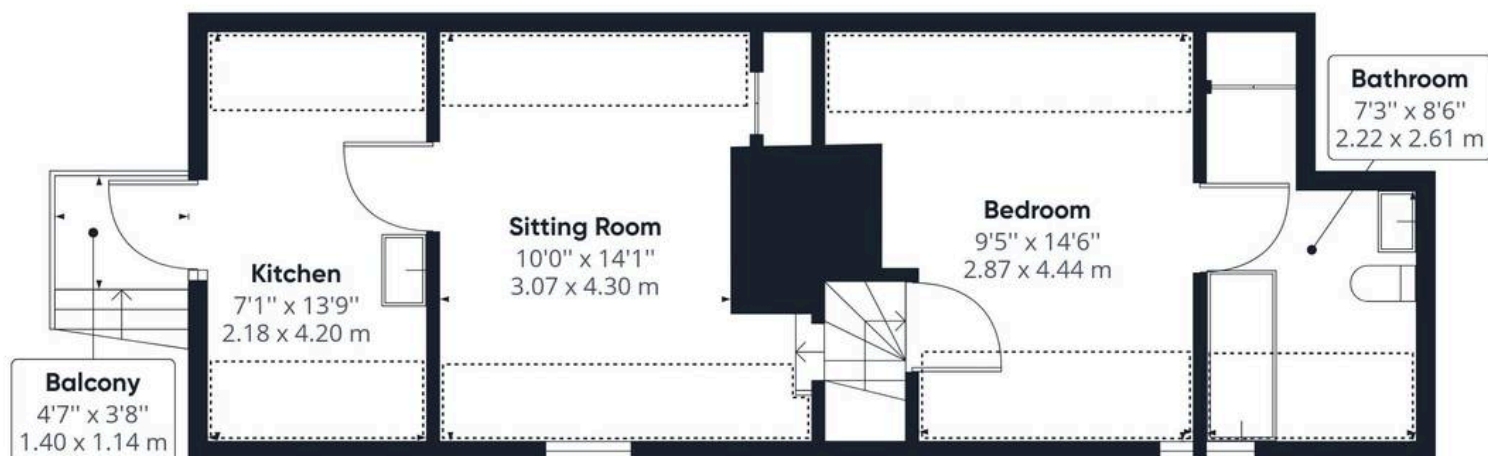 Bathroom
7'3" x 8'6"
2.22 x 2.61 m
Sitting Room
10'0" x 14'1"
3.07 x 4.30 m
Bedroom
9'5" x 14'6"
2.87 x 4.44 m
Kitchen
7'1" x 13'9"
2.18 x 4.20 m
Balcony
4'7" x 3'8"
1.40 x 1.14 m